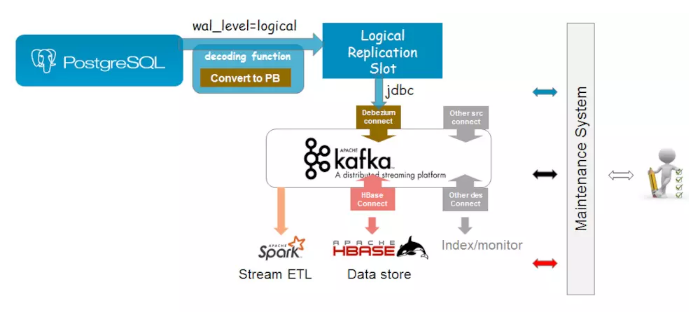 wal_level=logical
PostgreSQL
decoding function
Convert to PB
Logical
Replication
Slot
jdbc
Debezium
connect
Other src
connect
APACHE
kafka
A distributed streaming platform
HBase
Connect
Other des
Connect
APACHE
Spark
Stream ETL
APACHE
HBASE
Data store
Index/monitor
Maintenance System